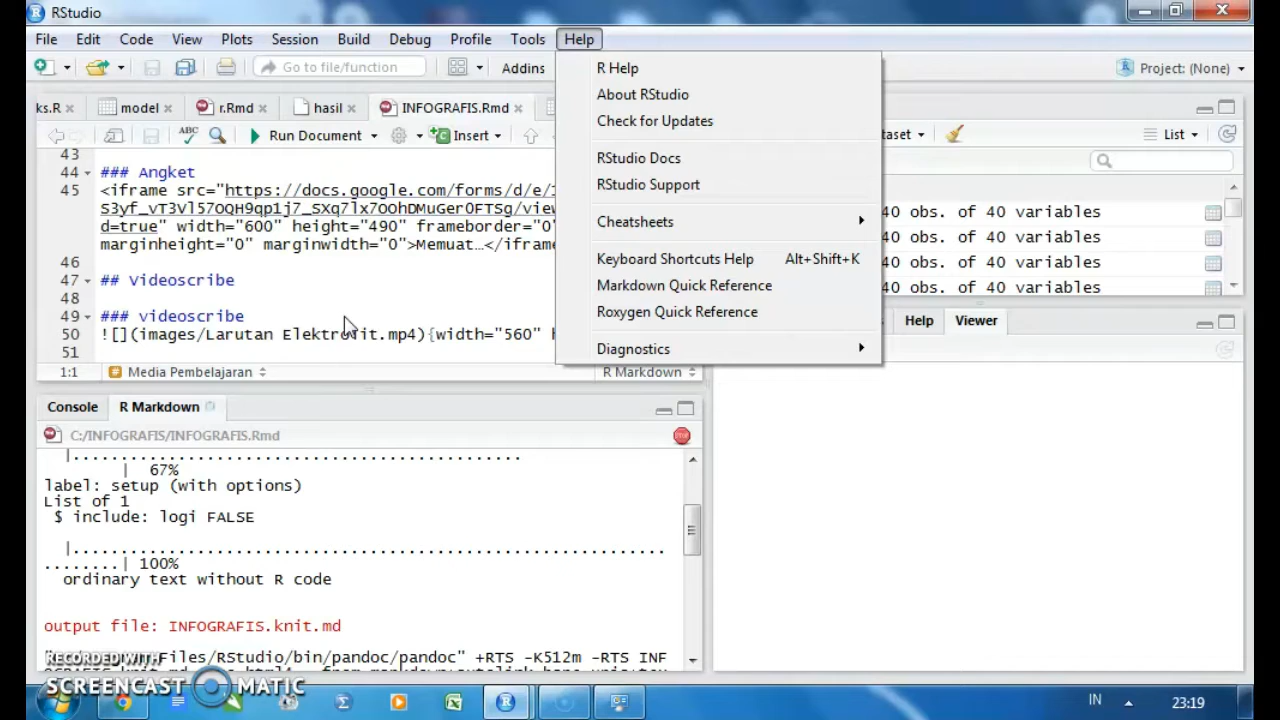 RStudio
File Edit Code View Plots Session Build Debug Profile Tools Help
Go to file/function Addins Project: (None)
R Help
About RStudio
Check for Updates
RStudio Docs
RStudio Support
Cheatsheets
Keyboard Shortcuts Help Alt+Shift+K
Markdown Quick Reference
Roxygen Quick Reference
Diagnostics
ks.R model r.Rmd hasil INFOGRAFIS.Rmd
ABC Run Document Insert
43
44 ### Angket
45 <iframe src="https://docs.google.com/forms/d/e/
d=true" width="600" height="490" frameborder="0"
marginheight="0" marginwidth="0">Memuat…</iframe
46
47 ## Videoscribe
48
49 ### videoscribe
50 ![](images/Larutan Elektrolit.mp4){width="560" h
51
1:1 Media Pembelajaran R Markdown
taset List
40 obs. of 40 variables
40 obs. of 40 variables
40 obs. of 40 variables
40 obs. of 40 variables
Help Viewer
Console R Markdown
C:/INFOGRAFIS/INFOGRAFIS.Rmd
|.............................................
| 67%
label: setup (with options)
List of 1
$ include: logi FALSE
|..........................................................
........| 100%
ordinary text without R code
output file: INFOGRAFIS.knit.md
Files/RStudio/bin/pandoc/pandoc" +RTS -K512m -RTS INF
RECORDED WITH
SCREENCAST MATIC
IN 23:19